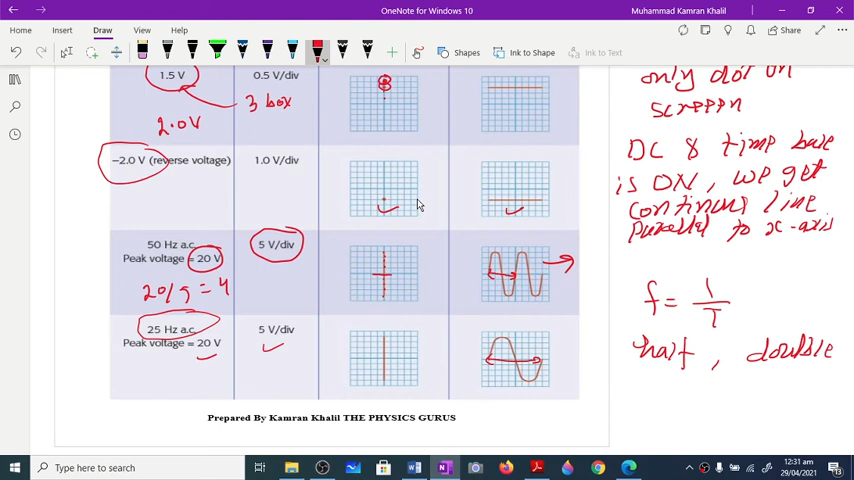 OneNote for Windows 10
Muhammad Kamran Khalil
Home
Insert
Draw
History
Review
View
Help
Share
Shapes
Ink to Shape
Ink to Text
1.5 V
0.5 V/div
3 box
2.0V
-2.0 V (reverse voltage)
1.0 V/div
50 Hz a.c.
Peak voltage = 20 V
5 V/div
20/5 = 4
25 Hz a.c.
Peak voltage = 20 V
5 V/div
only dot on
screen
DC & time base
is ON, we get
continuous line
parallel to x-axis
f = 1/T
half, double
Prepared By Kamran Khalil THE PHYSICS GURUS
Type here to search
12:31 am
29/04/2021